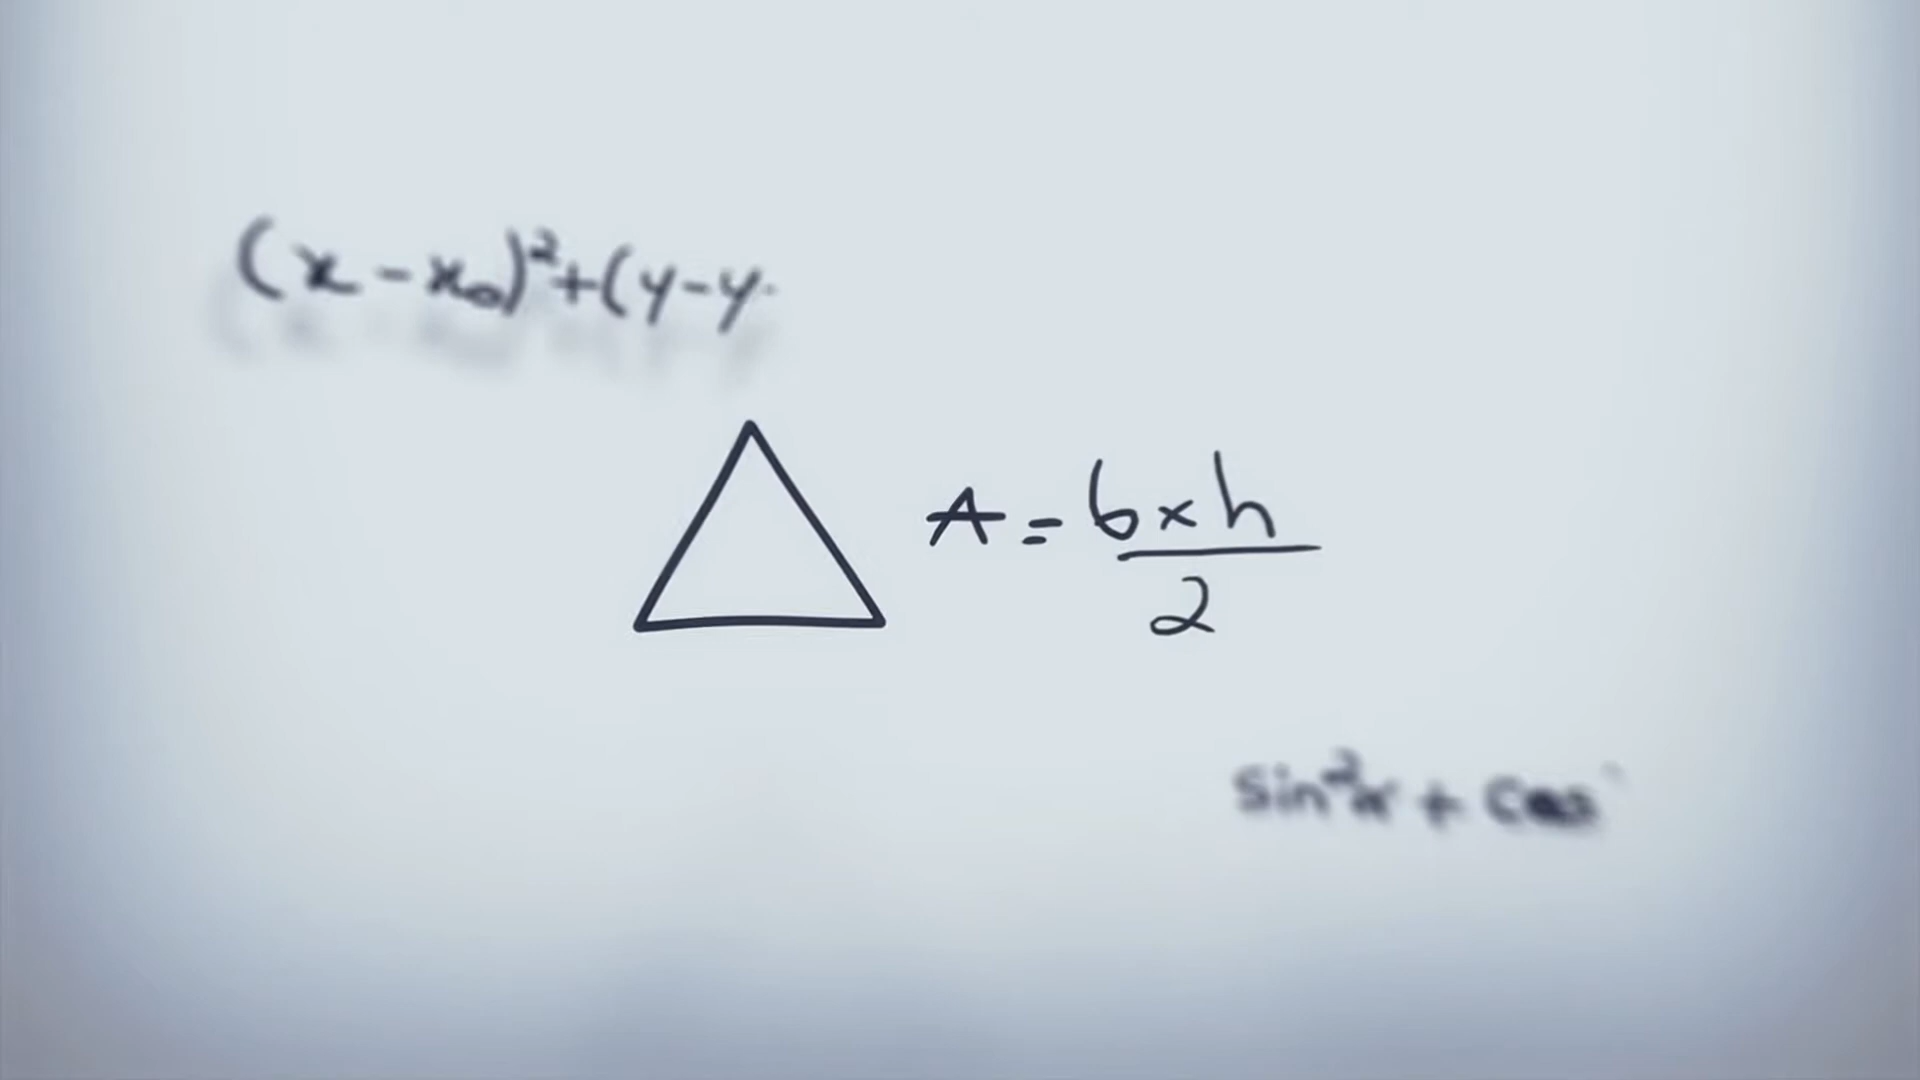 (x-x₀)²+(y-y
A = b×h
2
sin²x + cos